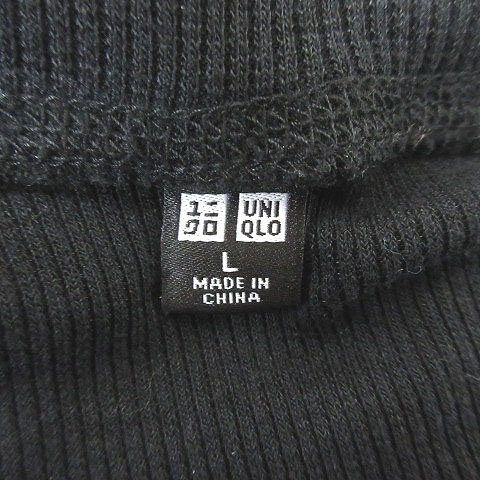 ユニ UNI
クロ QLO
L
MADE IN
CHINA